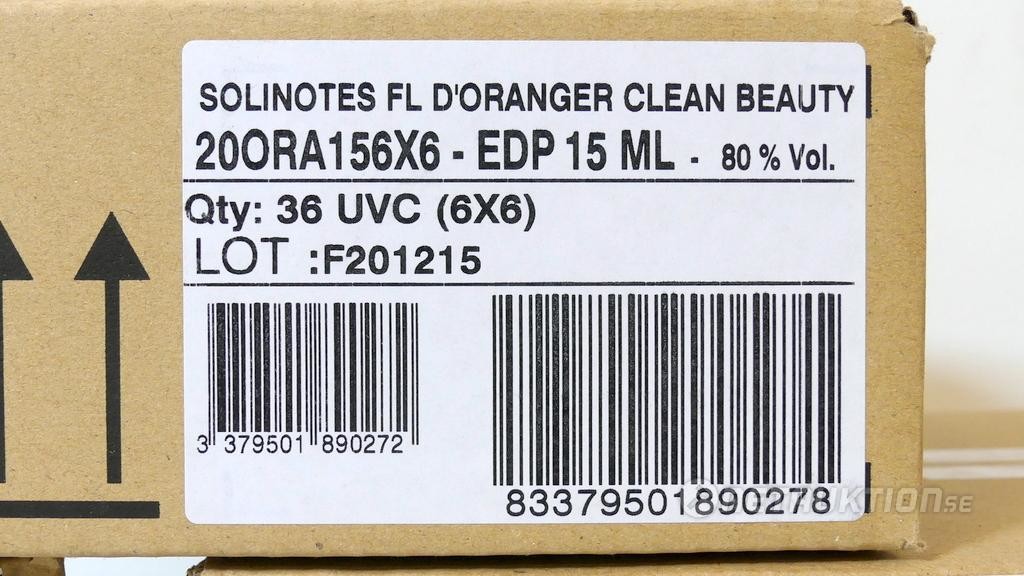 SOLINOTES FL D'ORANGER CLEAN BEAUTY
20ORA156X6 - EDP 15 ML - 80 % Vol.
Qty: 36 UVC (6X6)
LOT :F201215
3 379501 890272
83379501890278
.SE